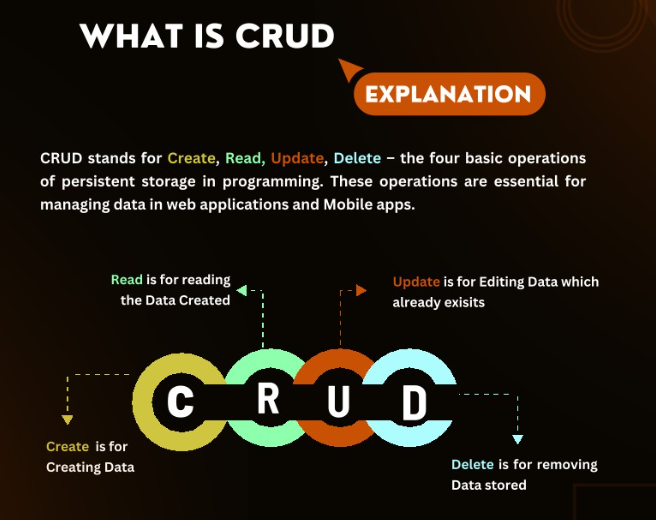 WHAT IS CRUD
EXPLANATION
CRUD stands for Create, Read, Update, Delete – the four basic operations
of persistent storage in programming. These operations are essential for
managing data in web applications and Mobile apps.
Read is for reading
the Data Created
Update is for Editing Data which
already exisits
C R U D
Create is for
Creating Data
Delete is for removing
Data stored